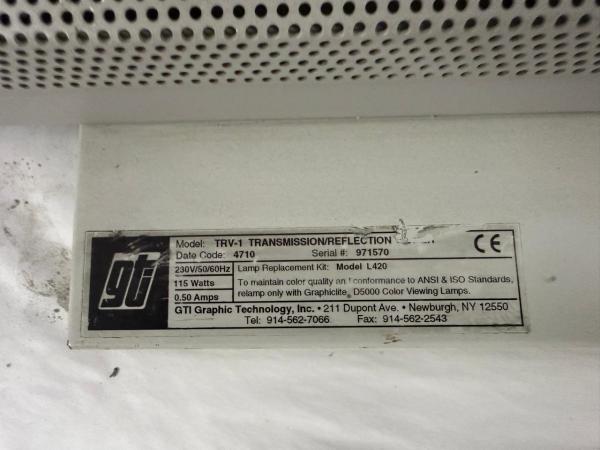 gti
Model: TRV-1 TRANSMISSION/REFLECTION
Date Code: 4710 Serial #: 971570
CE
230V/50/60Hz
115 Watts
0.50 Amps
Lamp Replacement Kit: Model L420
To maintain color quality an conformance to ANSI & ISO Standards,
relamp only with Graphiclite® D5000 Color Viewing Lamps.
GTI Graphic Technology, Inc. • 211 Dupont Ave. • Newburgh, NY 12550
Tel: 914-562-7066 Fax: 914-562-2543